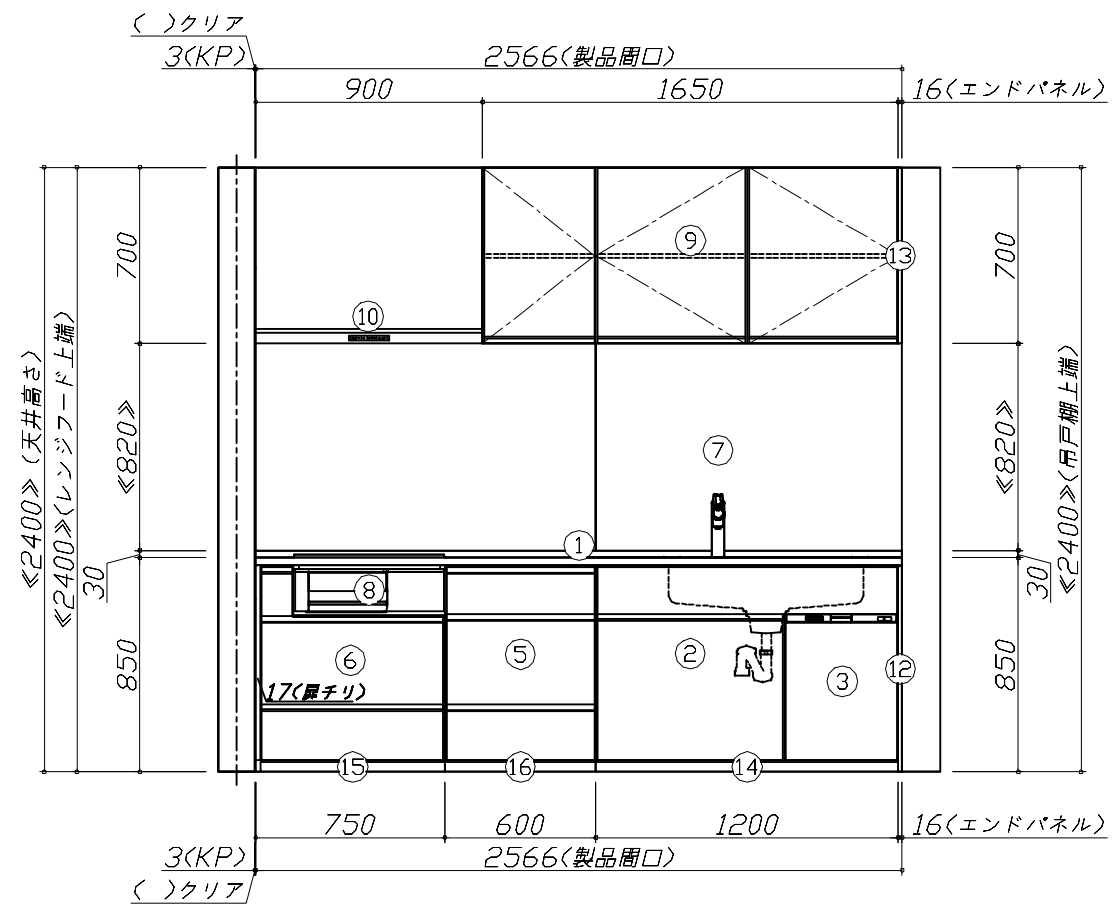 ( )クリア
3(KP)
2566(製品間口)
900
1650
16(エンドパネル)
700
≪820≫
30
850
≪2400≫(天井高さ)
≪2400≫(レンジフード上端)
700
≪820≫
30
850
≪2400≫(吊戸棚上端)
9
13
10
7
1
8
6
5
2
3
12
17(扉チリ)
15
16
14
750
600
1200
16(エンドパネル)
3(KP)
2566(製品間口)
( )クリア